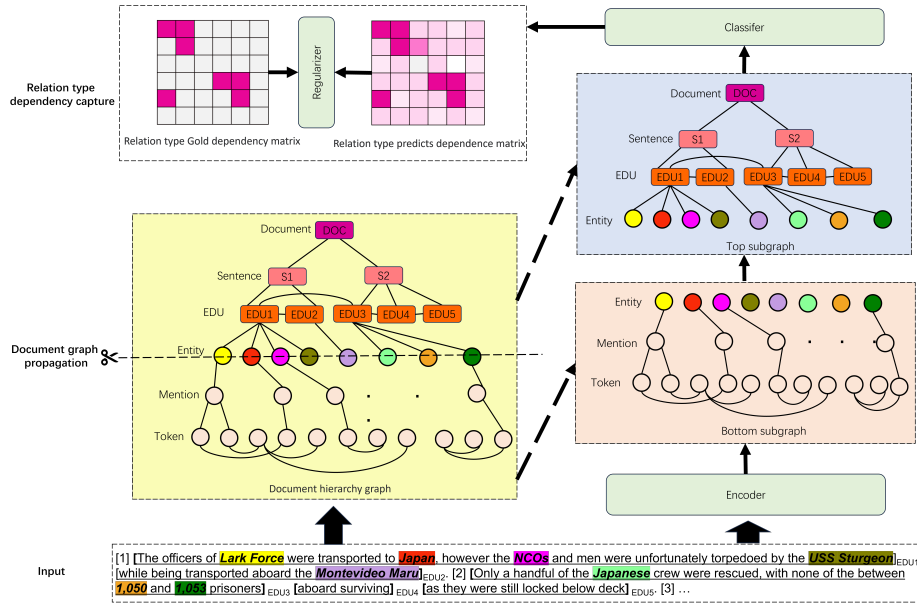 Relation type
dependency capture
Regularizer
Relation type Gold dependency matrix
Relation type predicts dependence matrix
Classifer
Document
DOC
Sentence
S1
S2
EDU
EDU1
EDU2
EDU3
EDU4
EDU5
Entity
Top subgraph
Document
DOC
Sentence
S1
S2
EDU
EDU1
EDU2
EDU3
EDU4
EDU5
Document graph
propagation
Entity
Mention
Token
Document hierarchy graph
Entity
Mention
Token
Bottom subgraph
Encoder
Input
[1] [The officers of Lark Force were transported to Japan, however the NCOs and men were unfortunately torpedoed by the USS Sturgeon]EDU1
[while being transported aboard the Montevideo Maru]EDU2. [2] [Only a handful of the Japanese crew were rescued, with none of the between
1,050 and 1,053 prisoners] EDU3 [aboard surviving] EDU4 [as they were still locked below deck] EDU5. [3] ...